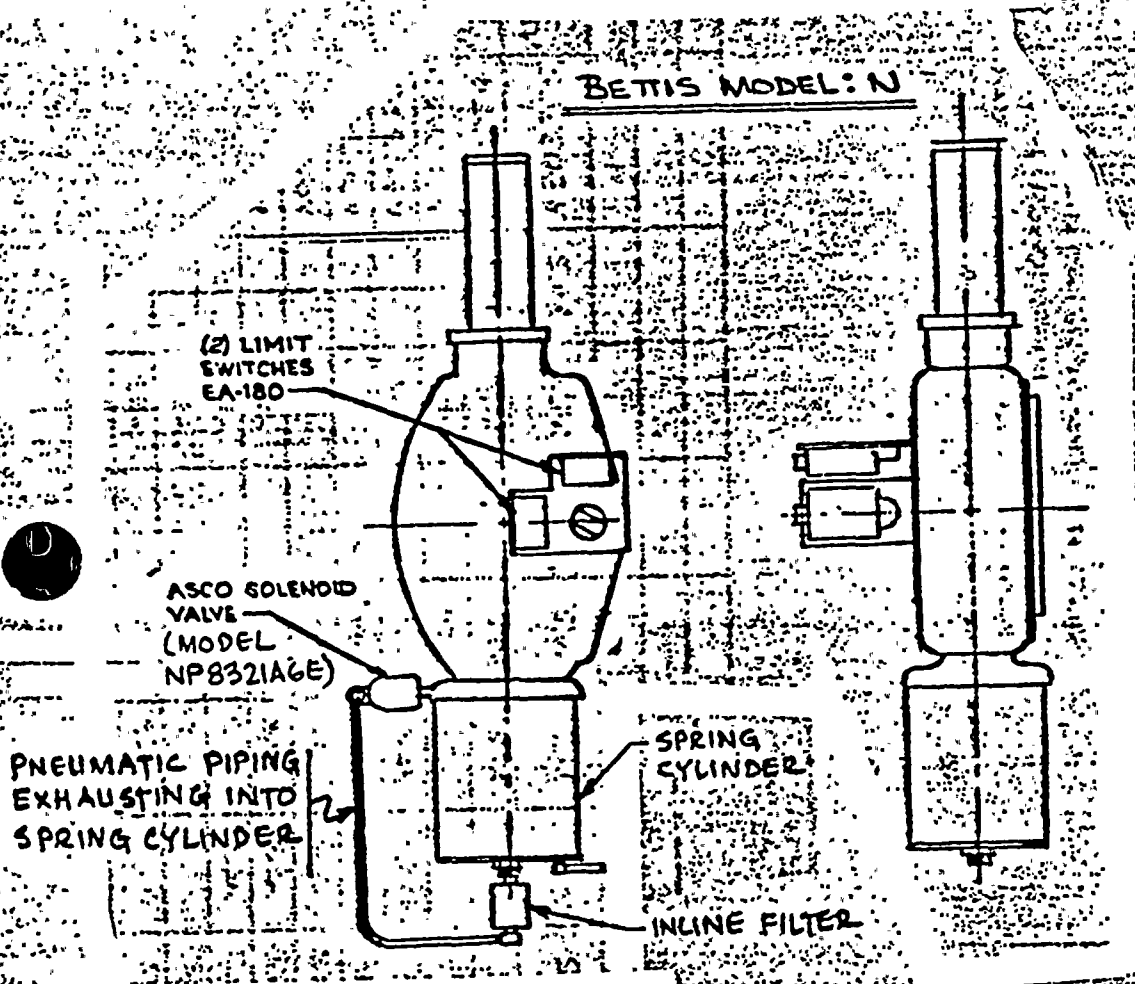 BETTIS MODEL: N
(2) LIMIT
SWITCHES
EA-180
ASCO SOLENOID
VALVE
(MODEL
NP8321A6E)
PNEUMATIC PIPING
EXHAUSTING INTO
SPRING CYLINDER
SPRING
CYLINDER
INLINE FILTER